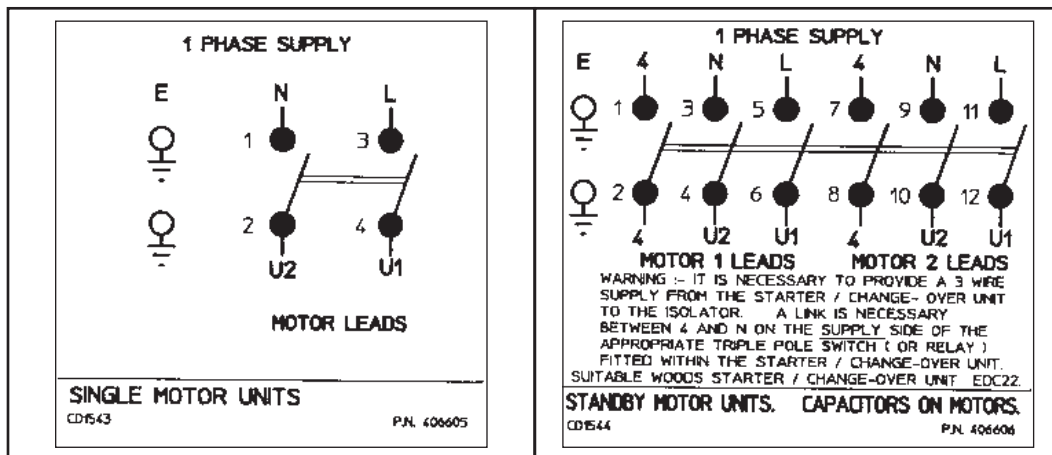 1 PHASE SUPPLY
E N L
1 3
2 4
U2 U1
MOTOR LEADS
SINGLE MOTOR UNITS
CD1543 P.N. 406605
1 PHASE SUPPLY
E 4 N L 4 N L
1 3 5 7 9 11
2 4 6 8 10 12
4 U2 U1 4 U2 U1
MOTOR 1 LEADS MOTOR 2 LEADS
WARNING :- IT IS NECESSARY TO PROVIDE A 3 WIRE
SUPPLY FROM THE STARTER / CHANGE- OVER UNIT
TO THE ISOLATOR. A LINK IS NECESSARY
BETWEEN 4 AND N ON THE SUPPLY SIDE OF THE
APPROPRIATE TRIPLE POLE SWITCH ( OR RELAY )
FITTED WITHIN THE STARTER / CHANGE-OVER UNIT.
SUITABLE WOODS STARTER / CHANGE-OVER UNIT EDC22.
STANDBY MOTOR UNITS. CAPACITORS ON MOTORS.
CD1544 P.N. 406606